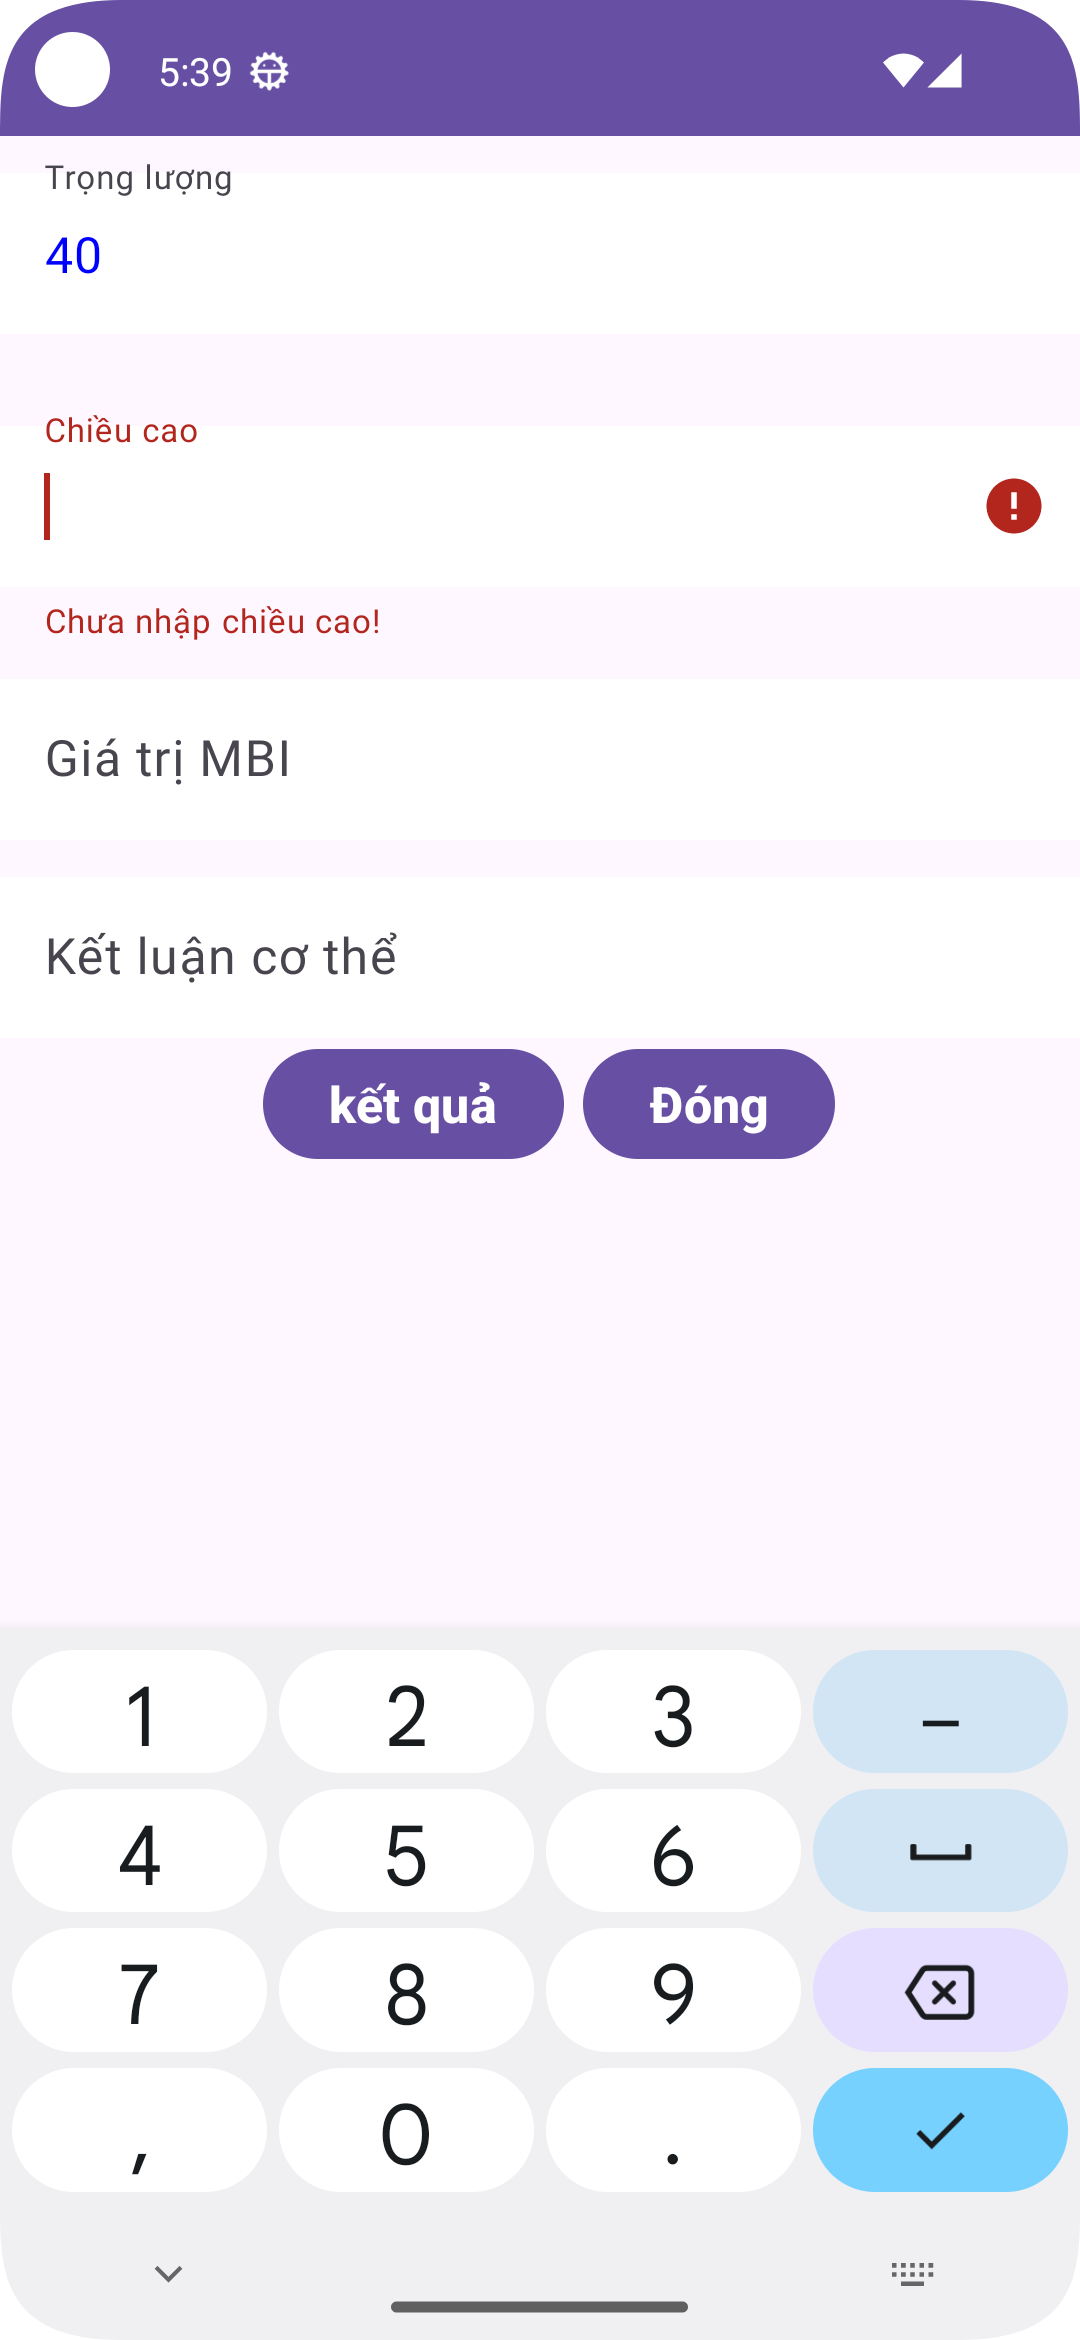 5:39
Trọng lượng
40
Chiều cao
Chưa nhập chiều cao!
Giá trị MBI
Kết luận cơ thể
kết quả Đóng
1 2 3 –
4 5 6
7 8 9
, 0 .